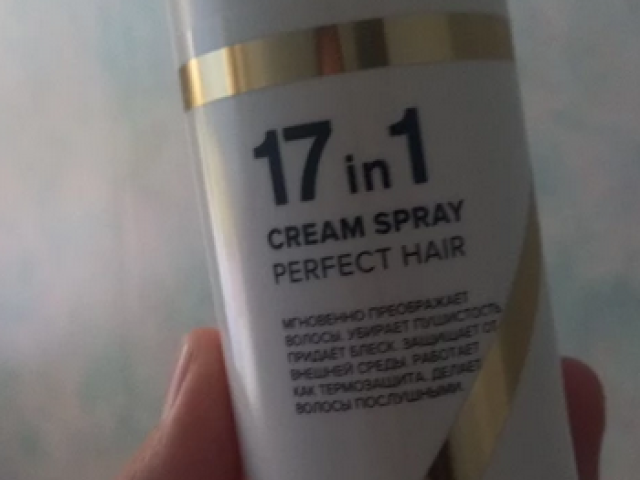 17 in 1
CREAM SPRAY
PERFECT HAIR
МГНОВЕННО ПРЕОБРАЖАЕТ
ВОЛОСЫ. УБИРАЕТ ПУШИСТОСТЬ.
ПРИДАЕТ БЛЕСК. ЗАЩИЩАЕТ ОТ
ВНЕШНЕЙ СРЕДЫ. РАБОТАЕТ
КАК ТЕРМОЗАЩИТА. ДЕЛАЕТ
ВОЛОСЫ ПОСЛУШНЫМИ.